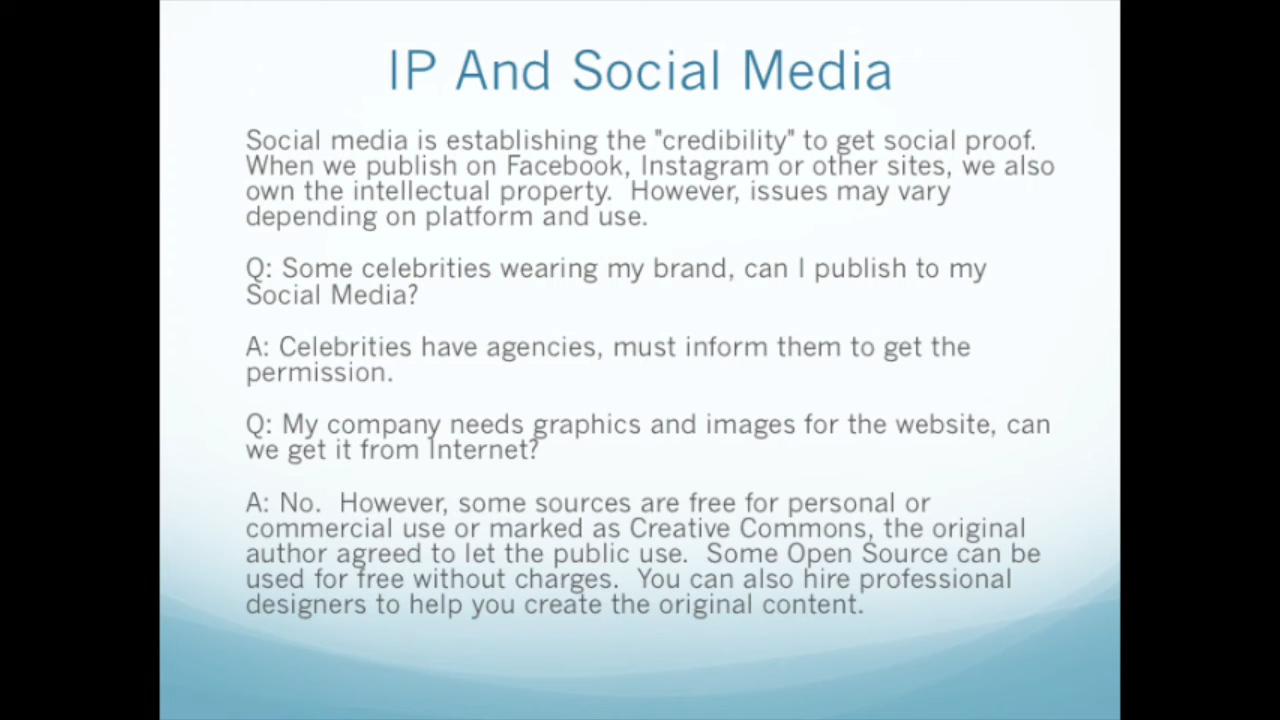 IP And Social Media
Social media is establishing the "credibility" to get social proof.
When we publish on Facebook, Instagram or other sites, we also
own the intellectual property.  However, issues may vary
depending on platform and use.
Q: Some celebrities wearing my brand, can I publish to my
Social Media?
A: Celebrities have agencies, must inform them to get the
permission.
Q: My company needs graphics and images for the website, can
we get it from Internet?
A: No.  However, some sources are free for personal or
commercial use or marked as Creative Commons, the original
author agreed to let the public use.  Some Open Source can be
used for free without charges.  You can also hire professional
designers to help you create the original content.